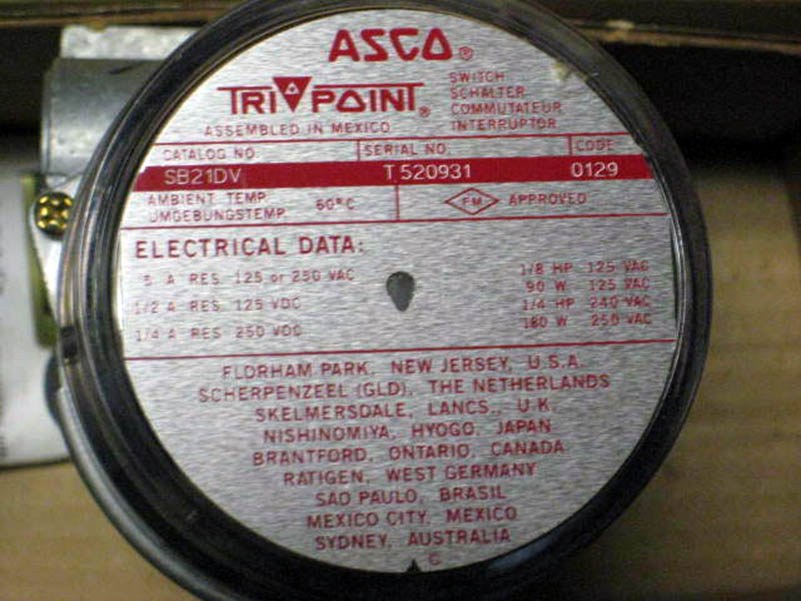 ASCO®
TRI POINT®
SWITCH
SCHALTER
COMMUTATEUR
INTERRUPTOR
ASSEMBLED IN MEXICO
CATALOG NO. SERIAL NO. CODE
SB21DV T 520931 0129
AMBIENT TEMP. 60°C
UMGEBUNGSTEMP.
FM APPROVED
ELECTRICAL DATA:
5 A RES 125 or 250 VAC
1/2 A RES 125 VDC
1/4 A RES 250 VDC
1/8 HP 125 VAC
90 W 125 VAC
1/4 HP 240 VAC
180 W 250 VAC
FLORHAM PARK, NEW JERSEY, U.S.A.
SCHERPENZEEL (GLD), THE NETHERLANDS
SKELMERSDALE, LANCS., U.K.
NISHINOMIYA, HYOGO, JAPAN
BRANTFORD, ONTARIO, CANADA
RATIGEN, WEST GERMANY
SAO PAULO, BRASIL
MEXICO CITY, MEXICO
SYDNEY, AUSTRALIA
C